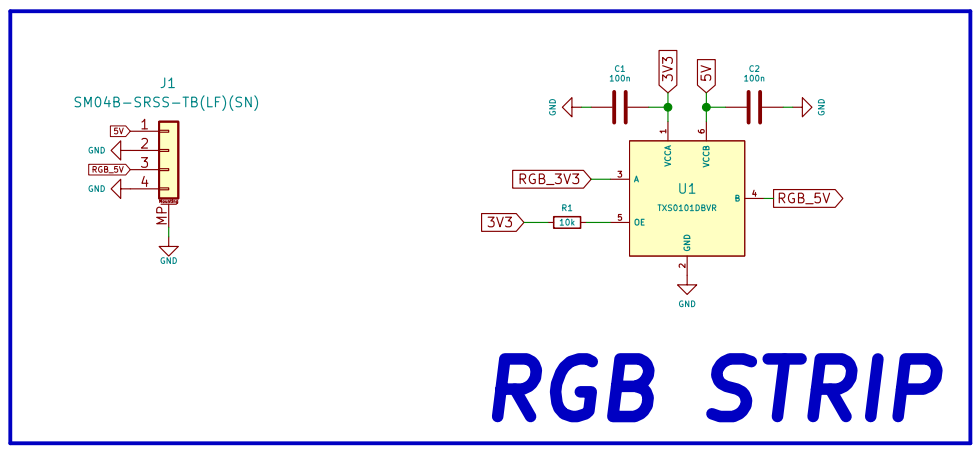 J1
SM04B-SRSS-TB(LF)(SN)
5V
1
GND
2
RGB_5V
3
GND
4
MP
GND
C1
100n
3V3
5V
C2
100n
GND
GND
1
6
VCCA
VCCB
RGB_3V3
3
A
U1
TXS0101DBVR
B
4
RGB_5V
3V3
R1
10k
5
OE
GND
2
GND
RGB STRIP